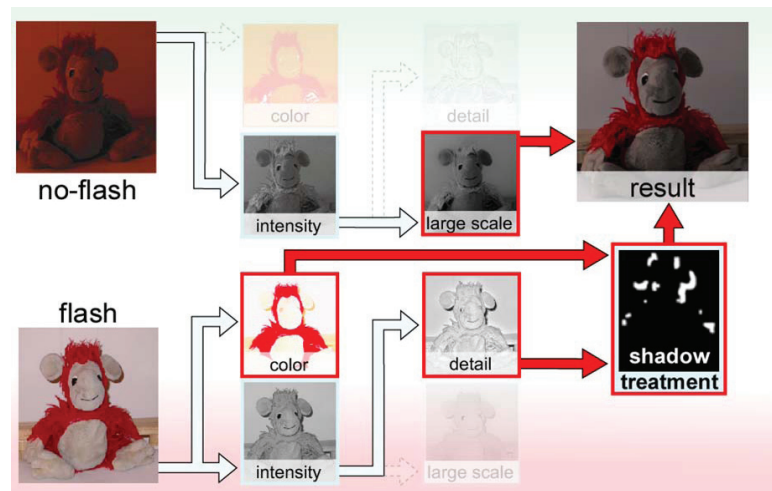 color
detail
no-flash
intensity
large scale
result
flash
color
detail
shadow
treatment
intensity
large scale